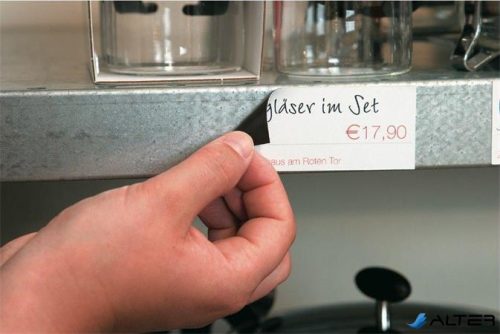 gläser im Set
€17,90
aus am Roten Tor
ALTER